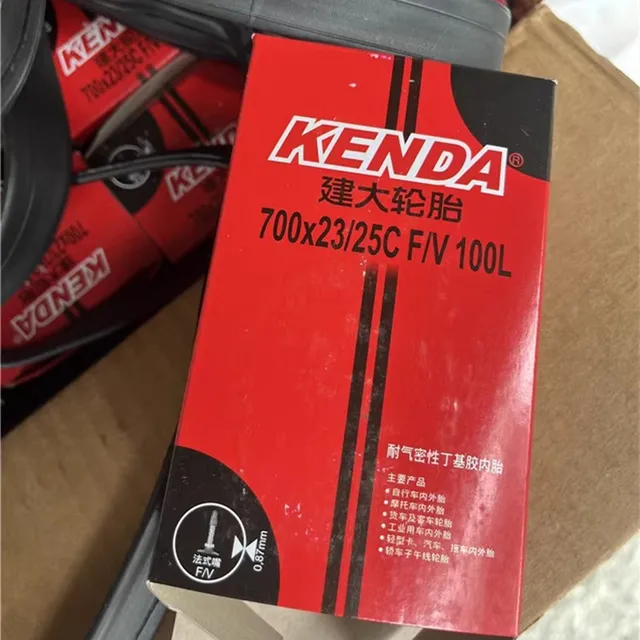 KENDA
700x23/25C F/V
KENDA
KENDA
KENDA®
建大轮胎
700x23/25C F/V 100L
耐气密性丁基胶内胎
主要产品
•自行车内外胎
•摩托车内外胎
•货车及客车轮胎
•工业用车内外胎
•轻型卡、汽车、拖车内外胎
•轿车子午线轮胎
法式嘴
F/V
0.87mm